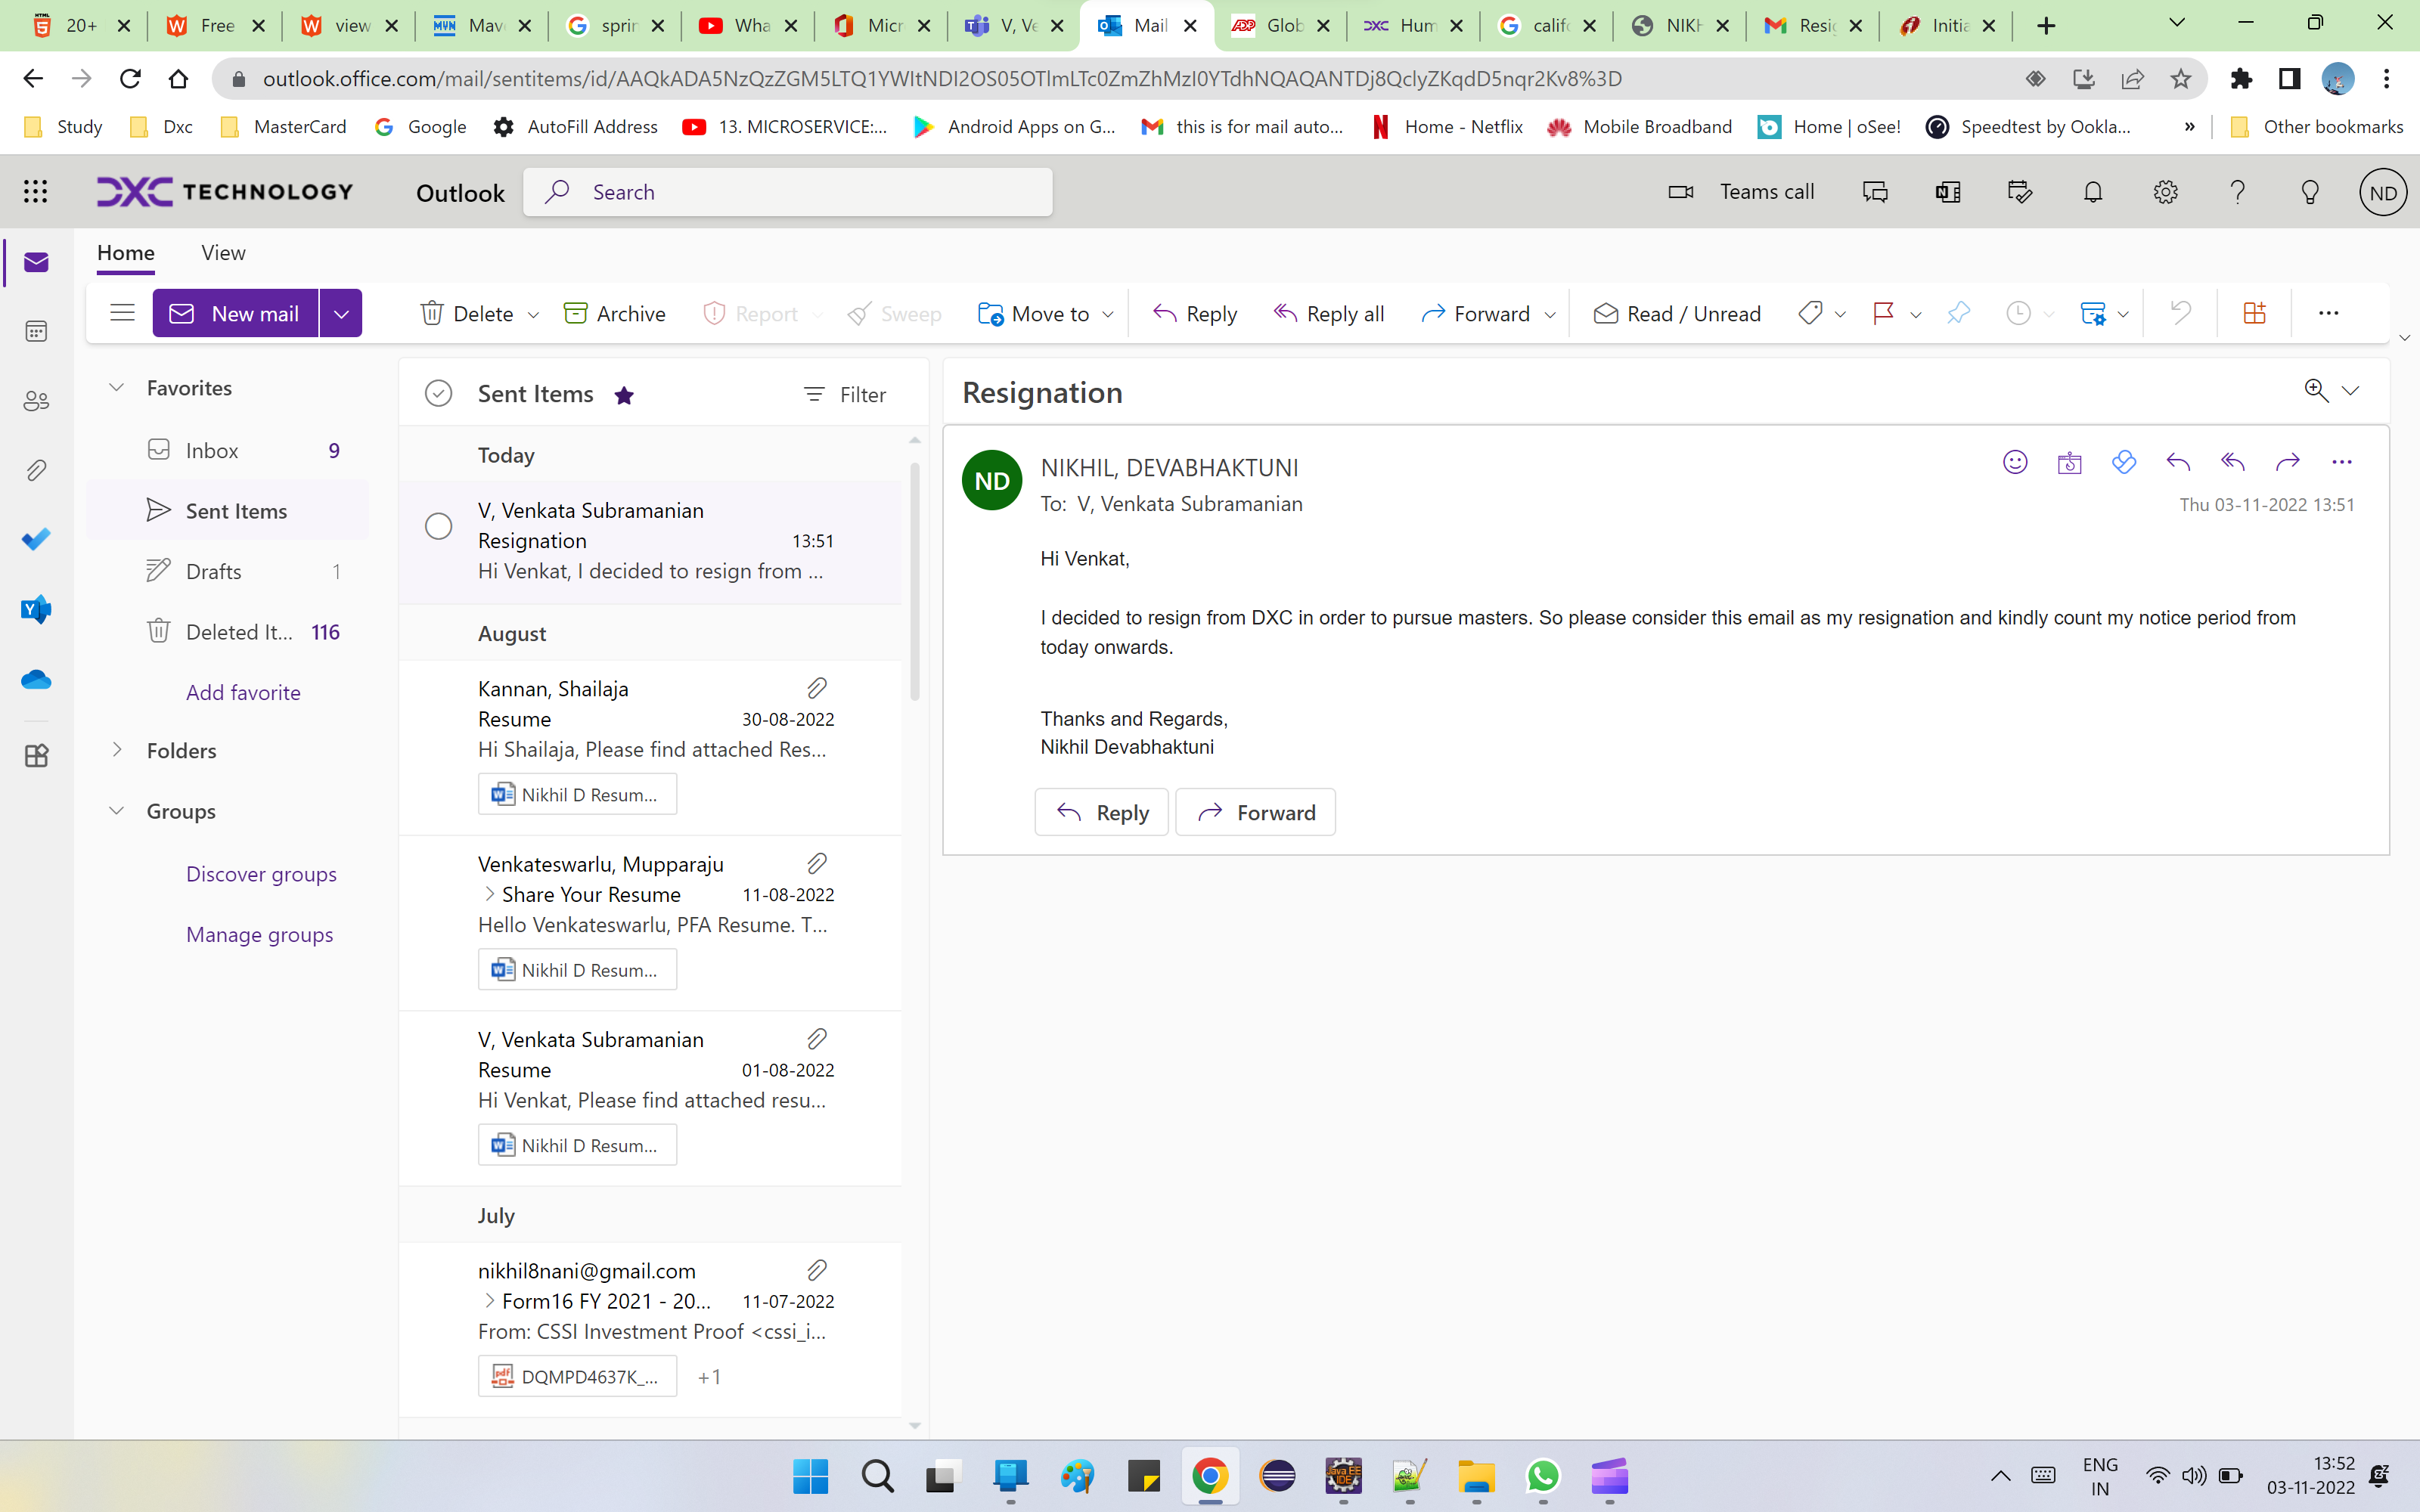 20+
Free
view
Mav
sprin
Wha
Micr
V, Ve
Mail
Glob
Hum
califo
NIKH
Resig
Initia
outlook.office.com/mail/sentitems/id/AAQkADA5NzQzZGM5LTQ1YWItNDI2OS05OTlmLTc0ZmZhMzI0YTdhNQAQANTDj8QclyZKqdD5nqr2Kv8%3D
Study
Dxc
MasterCard
Google
AutoFill Address
13. MICROSERVICE:...
Android Apps on G...
this is for mail auto...
Home - Netflix
Mobile Broadband
Home | oSee!
Speedtest by Ookla...
»
Other bookmarks
DXC TECHNOLOGY
Outlook
Search
Teams call
ND
Home
View
New mail
Delete
Archive
Report
Sweep
Move to
Reply
Reply all
Forward
Read / Unread
Favorites
Inbox 9
Sent Items
Drafts 1
Deleted It... 116
Add favorite
Folders
Groups
Discover groups
Manage groups
Sent Items
Filter
Today
V, Venkata Subramanian
Resignation 13:51
Hi Venkat, I decided to resign from ...
August
Kannan, Shailaja
Resume 30-08-2022
Hi Shailaja, Please find attached Res...
Nikhil D Resum...
Venkateswarlu, Mupparaju
Share Your Resume 11-08-2022
Hello Venkateswarlu, PFA Resume. T...
Nikhil D Resum...
V, Venkata Subramanian
Resume 01-08-2022
Hi Venkat, Please find attached resu...
Nikhil D Resum...
July
nikhil8nani@gmail.com
Form16 FY 2021 - 20... 11-07-2022
From: CSSI Investment Proof <cssi_i...
DQMPD4637K_... +1
Resignation
ND
NIKHIL, DEVABHAKTUNI
To: V, Venkata Subramanian
Thu 03-11-2022 13:51
Hi Venkat,
I decided to resign from DXC in order to pursue masters. So please consider this email as my resignation and kindly count my notice period from
today onwards.
Thanks and Regards,
Nikhil Devabhaktuni
Reply
Forward
ENG
IN
13:52
03-11-2022